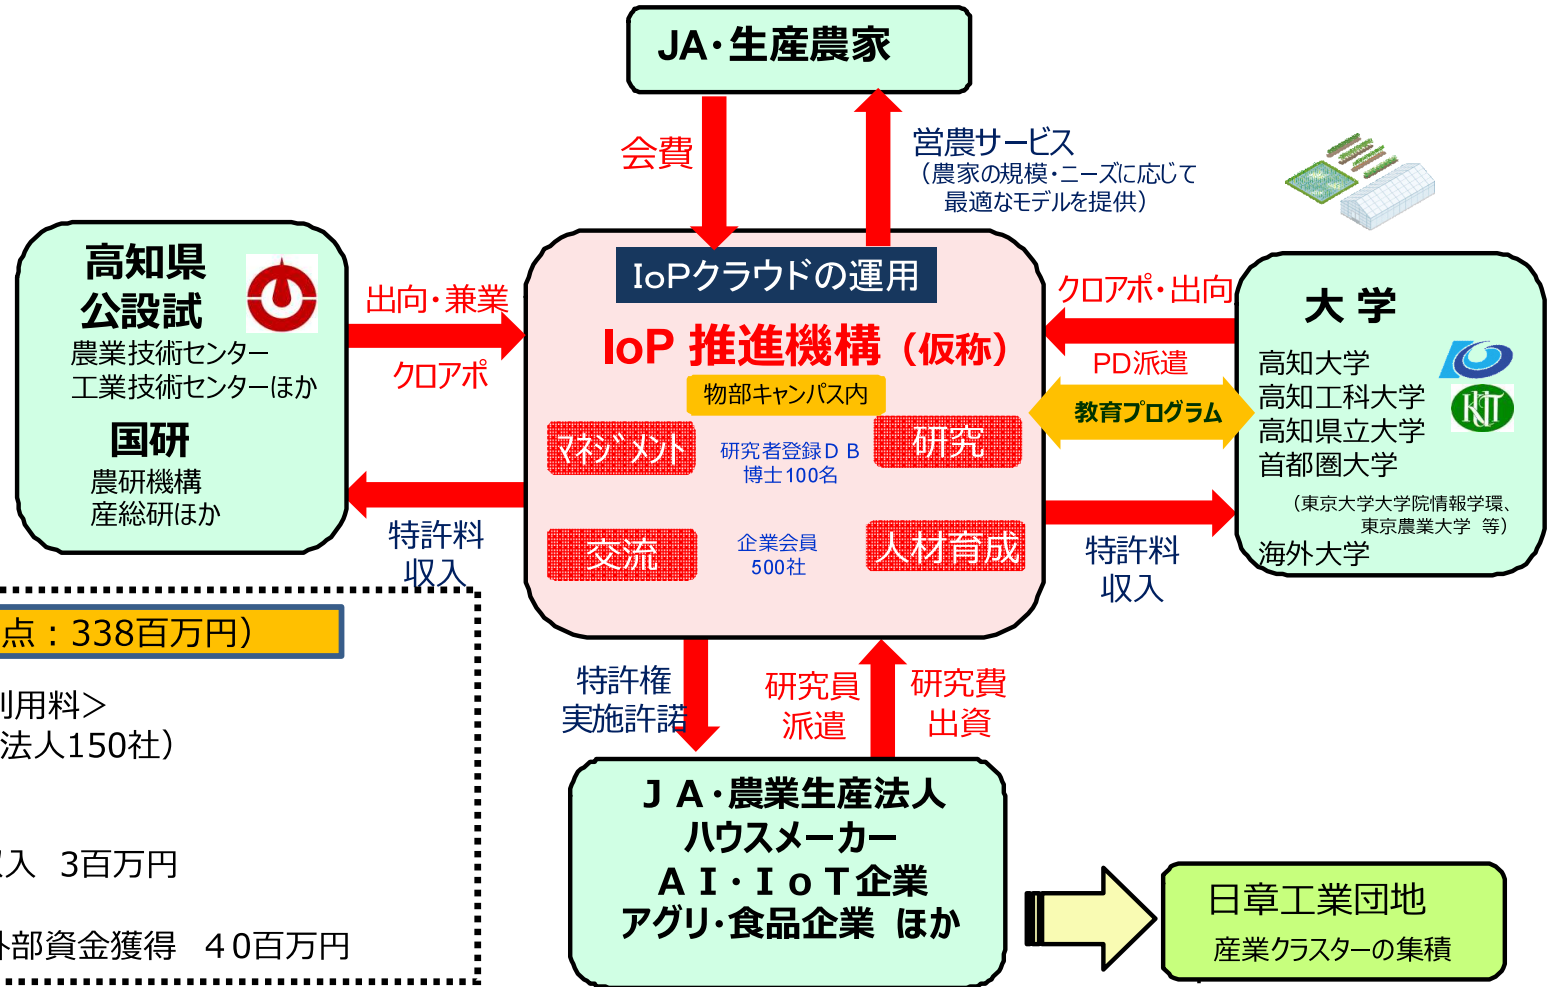 JA・生産農家
会費
営農サービス
（農家の規模・ニーズに応じて
最適なモデルを提供）
高知県
公設試
農業技術センター
工業技術センターほか
国研
農研機構
産総研ほか
出向・兼業
クロアポ
特許料
収入
IoPクラウドの運用
IoP 推進機構（仮称）
物部キャンパス内
マネジメント
研究者登録ＤＢ
博士100名
研究
交流
企業会員
500社
人材育成
クロアポ・出向
PD派遣
教育プログラム
特許料
収入
大 学
高知大学
高知工科大学
高知県立大学
首都圏大学
（東京大学大学院情報学環、
東京農業大学 等）
海外大学
KUT
点：338百万円）
利用料＞
法人150社）
収入 3百万円
外部資金獲得 ４0百万円
特許権
実施許諾
研究員
派遣
研究費
出資
ＪＡ・農業生産法人
ハウスメーカー
ＡＩ・ＩｏＴ企業
アグリ・食品企業 ほか
日章工業団地
産業クラスターの集積